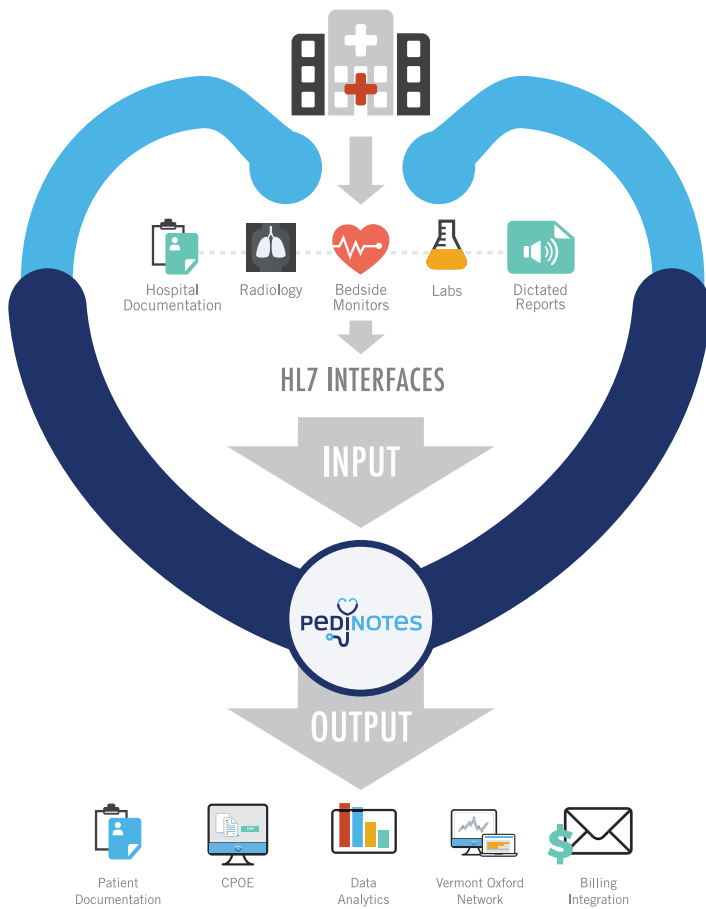 Hospital
Documentation
Radiology
Bedside
Monitors
Labs
Dictated
Reports
HL7 INTERFACES
INPUT
PEDINOTES
OUTPUT
Patient
Documentation
CPOE
Data
Analytics
Vermont Oxford
Network
Billing
Integration
$